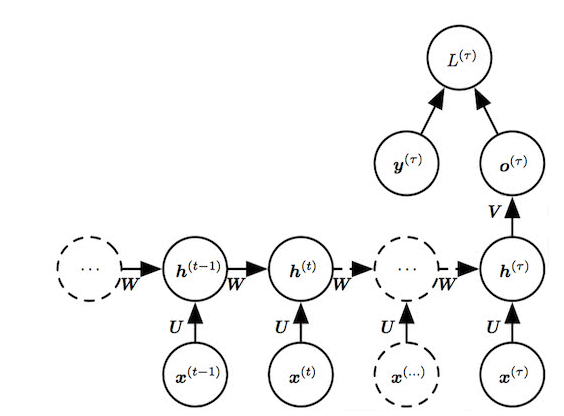 L^(τ)
y^(τ) o^(τ)
V
... h^(t−1) h^(t) ... h^(τ)
W W W W
U U U U
x^(t−1) x^(t) x^(...) x^(τ)